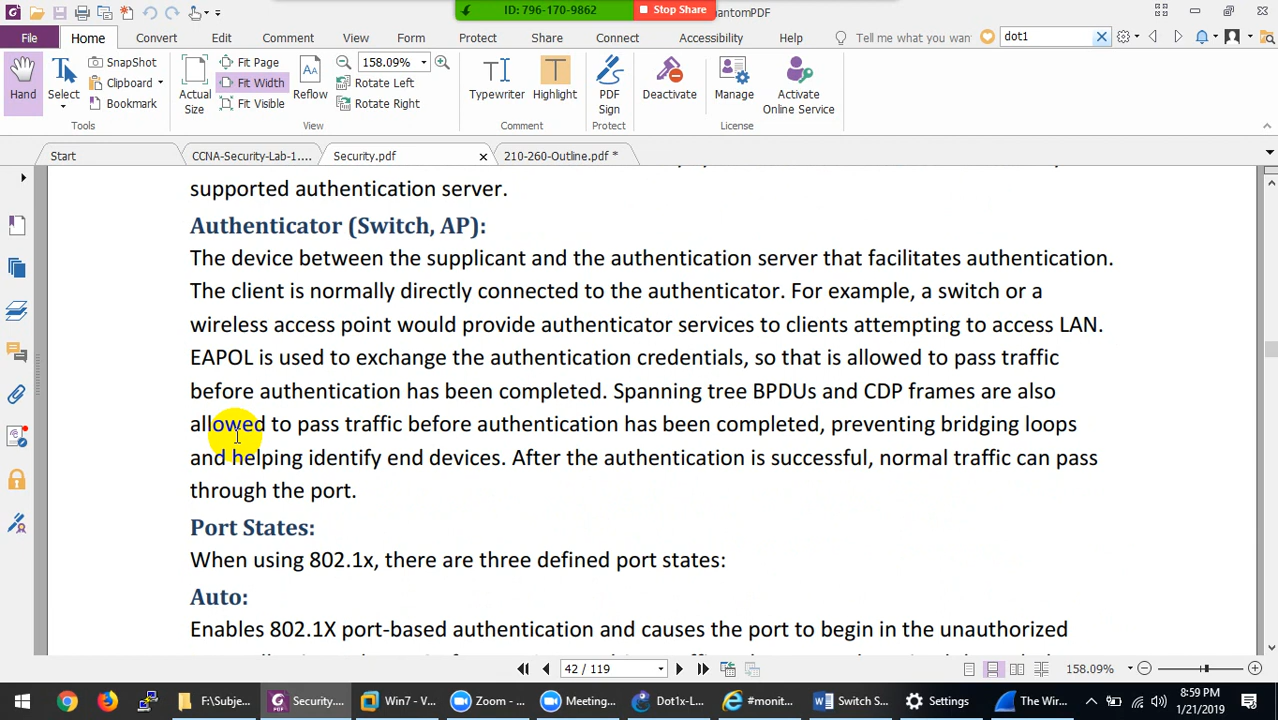 ID: 796-170-9862
Stop Share
hantomPDF
File
Home
Convert
Edit
Comment
View
Form
Protect
Share
Connect
Accessibility
Help
Tell me what you want
dot1
Hand
Select
SnapShot
Clipboard
Bookmark
Tools
Actual Size
Fit Page
Fit Width
Fit Visible
Reflow
158.09%
Rotate Left
Rotate Right
View
Typewriter
Highlight
Comment
PDF Sign
Protect
Deactivate
Manage
Activate Online Service
License
Start
CCNA-Security-Lab-1....
Security.pdf
210-260-Outline.pdf *
supported authentication server.
Authenticator (Switch, AP):
The device between the supplicant and the authentication server that facilitates authentication.
The client is normally directly connected to the authenticator. For example, a switch or a
wireless access point would provide authenticator services to clients attempting to access LAN.
EAPOL is used to exchange the authentication credentials, so that is allowed to pass traffic
before authentication has been completed. Spanning tree BPDUs and CDP frames are also
allowed to pass traffic before authentication has been completed, preventing bridging loops
and helping identify end devices. After the authentication is successful, normal traffic can pass
through the port.
Port States:
When using 802.1x, there are three defined port states:
Auto:
Enables 802.1X port-based authentication and causes the port to begin in the unauthorized
42 / 119
158.09%
F:\Subje...
Security....
Win7 - V...
Zoom - ...
Meeting...
Dot1x-L...
#monit...
Switch S...
Settings
The Wir...
8:59 PM
1/21/2019